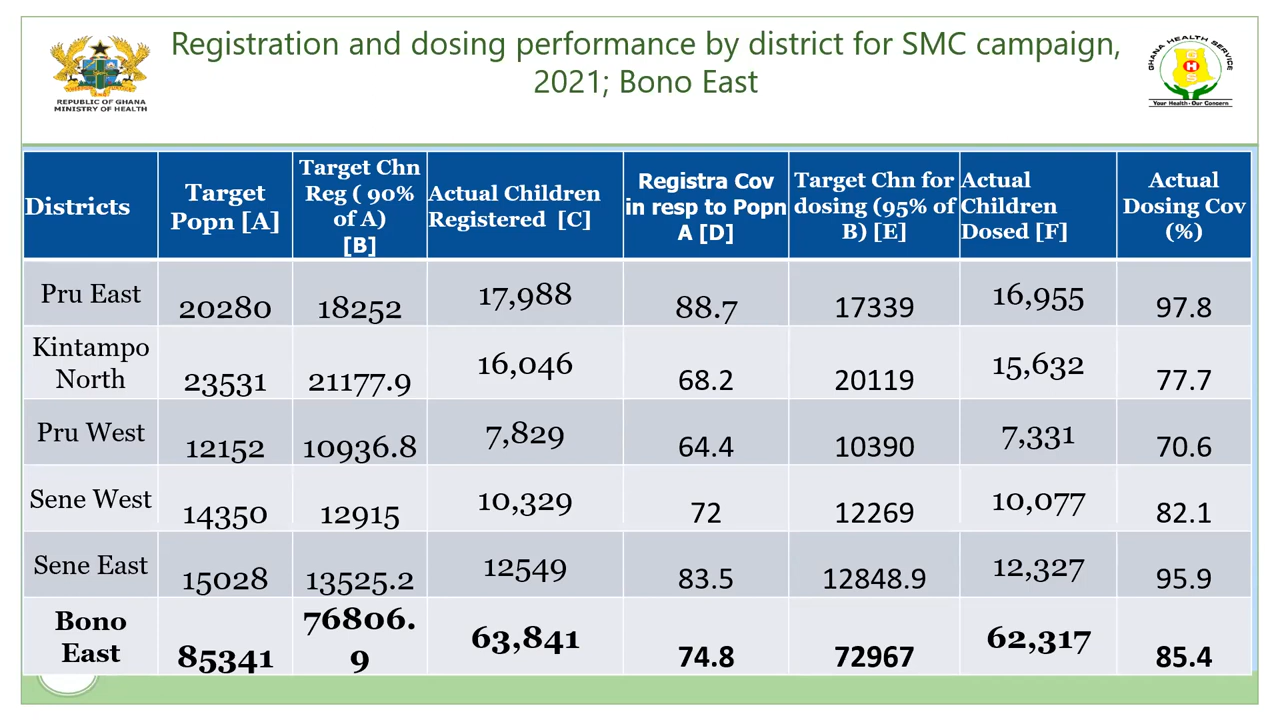 Registration and dosing performance by district for SMC campaign,
2021; Bono East
REPUBLIC OF GHANA
MINISTRY OF HEALTH
GHANA HEALTH SERVICE
GHS
Your Health - Our Concern
Districts
Target
Popn [A]
Target Chn
Reg ( 90%
of A)
[B]
Actual Children
Registered [C]
Registra Cov
in resp to Popn
A [D]
Target Chn for
dosing (95% of
B) [E]
Actual
Children
Dosed [F]
Actual
Dosing Cov
(%)
Pru East 20280 18252 17,988 88.7 17339 16,955 97.8
Kintampo
North 23531 21177.9 16,046 68.2 20119 15,632 77.7
Pru West 12152 10936.8 7,829 64.4 10390 7,331 70.6
Sene West 14350 12915 10,329 72 12269 10,077 82.1
Sene East 15028 13525.2 12549 83.5 12848.9 12,327 95.9
Bono
East 85341 76806.
9 63,841 74.8 72967 62,317 85.4